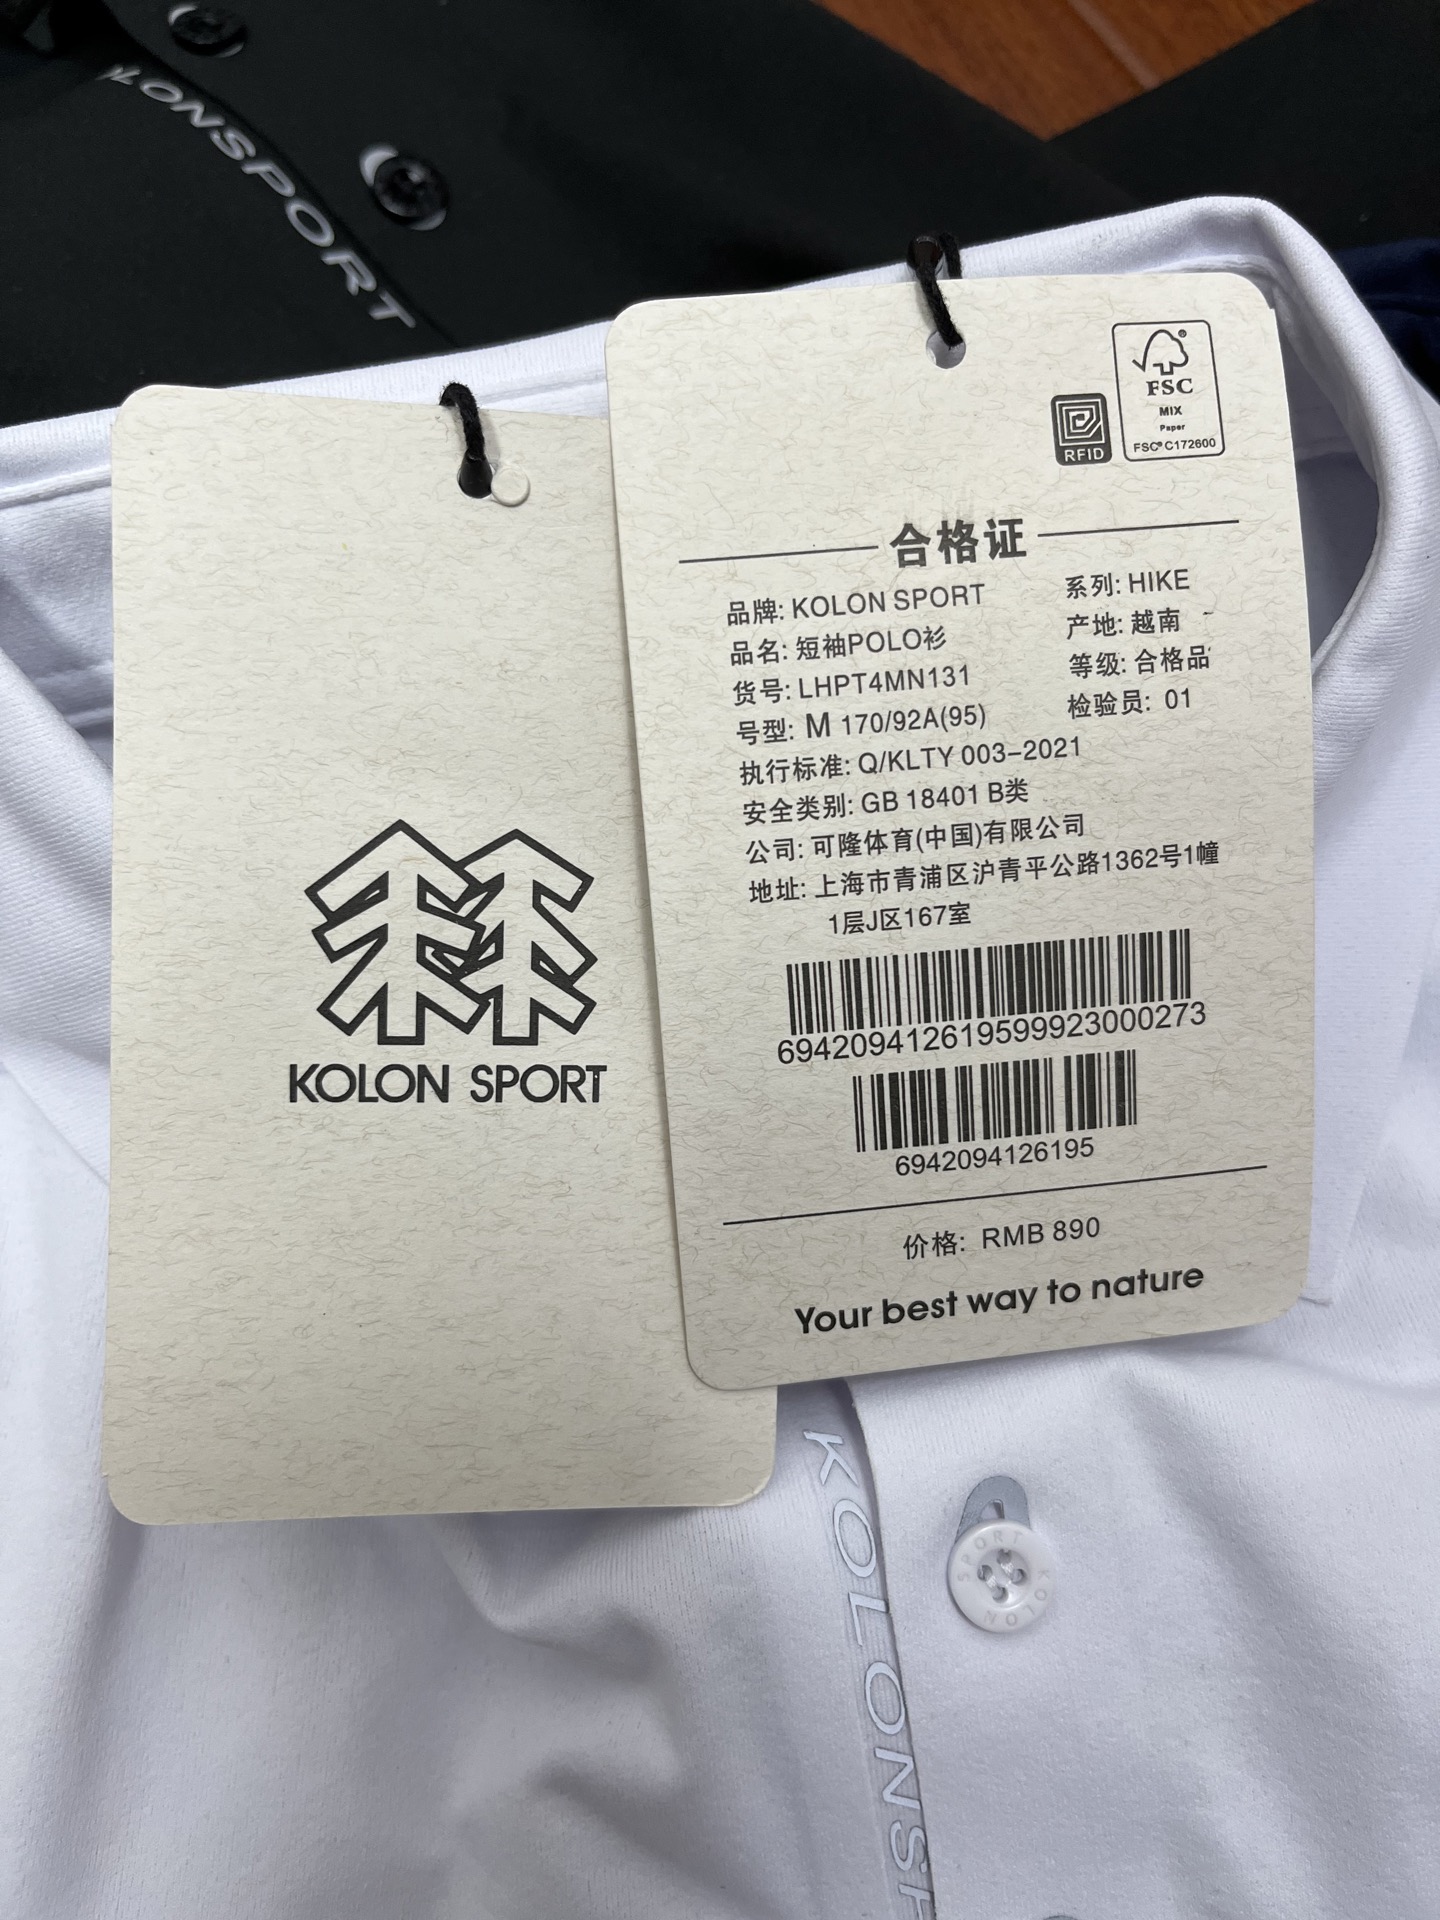 LONSPORT
KOLON SPORT
RFID
FSC
MIX
Paper
FSC® C172600
合格证
品牌: KOLON SPORT
系列: HIKE
品名: 短袖POLO衫
产地: 越南
货号: LHPT4MN131
等级: 合格品
号型: M 170/92A(95)
检验员: 01
执行标准: Q/KLTY 003-2021
安全类别: GB 18401 B类
公司: 可隆体育(中国)有限公司
地址: 上海市青浦区沪青平公路1362号1幢
1层J区167室
694209412619599923000273
6942094126195
价格: RMB 890
Your best way to nature
KOLONSP
SPORT KOLON